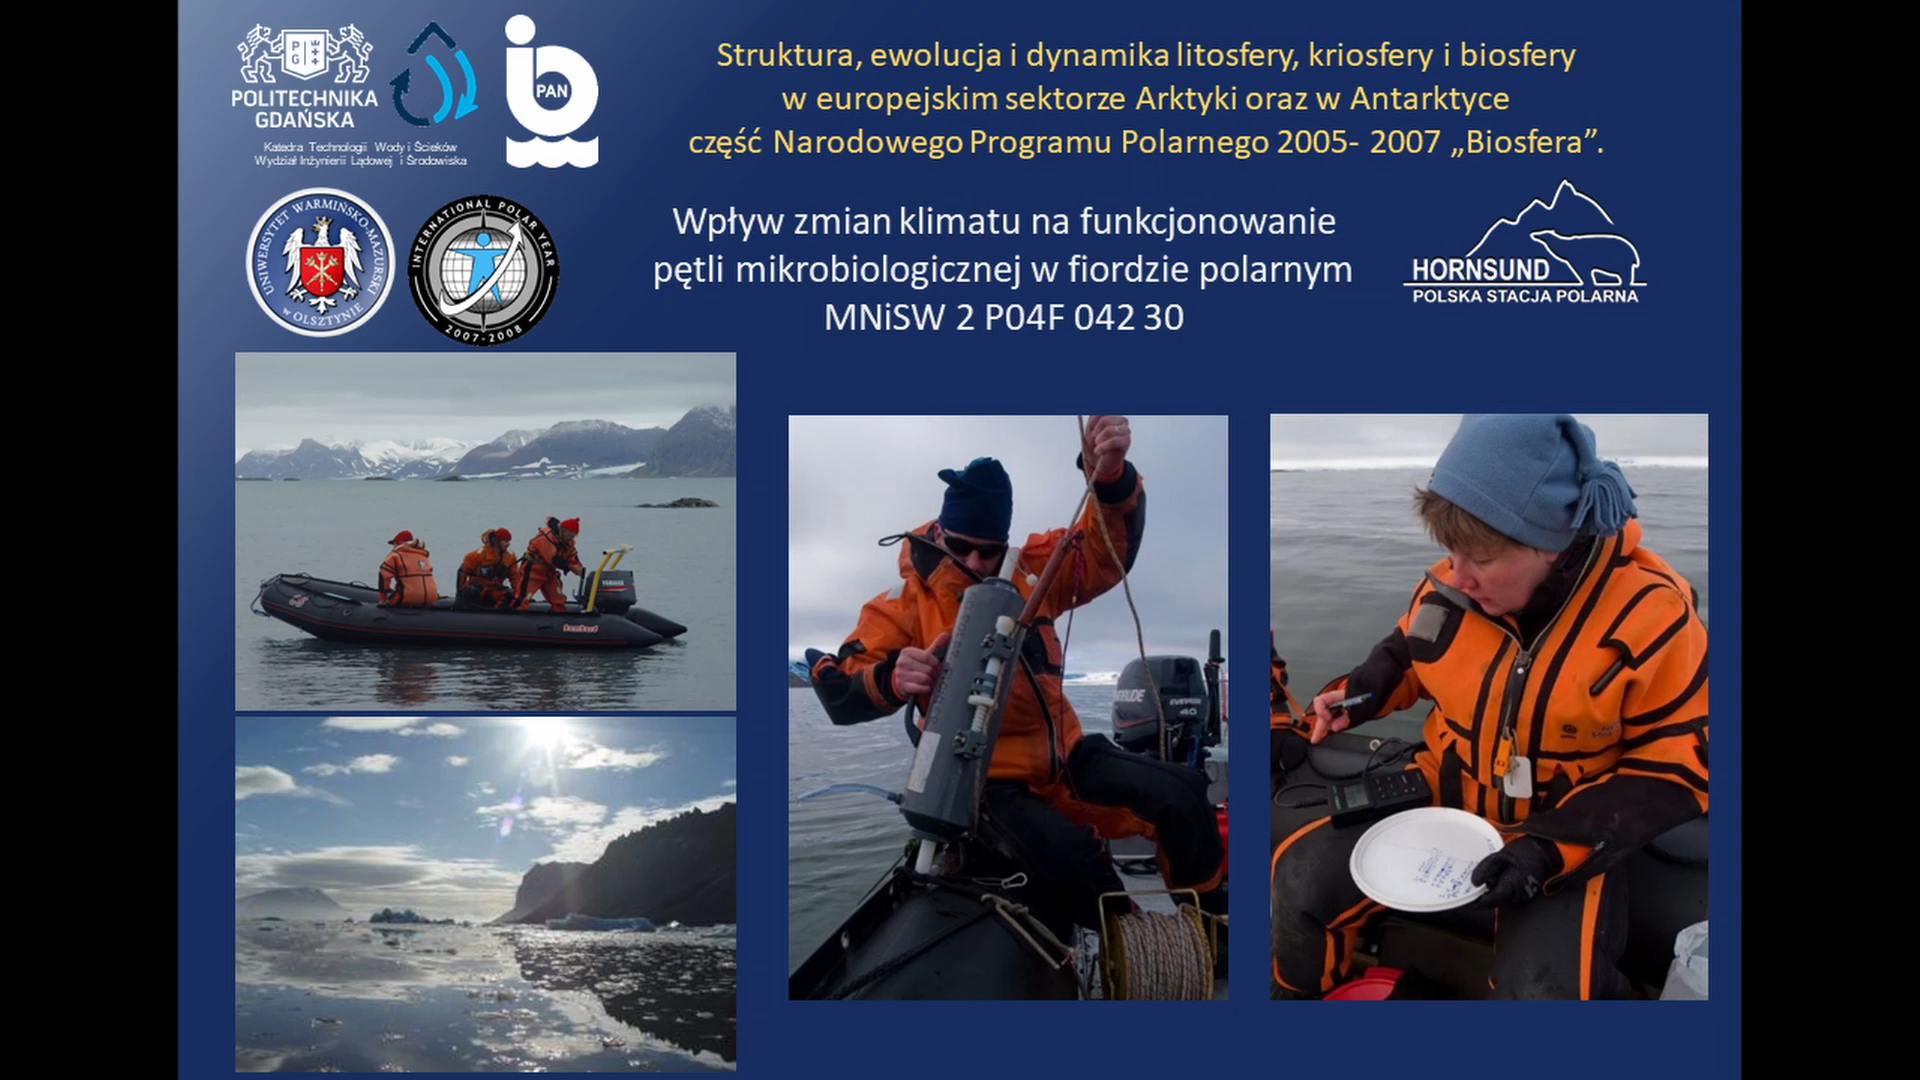 POLITECHNIKA
GDAŃSKA
Katedra Technologii Wody i Ścieków
Wydział Inżynierii Lądowej i Środowiska
PAN
Struktura, ewolucja i dynamika litosfery, kriosfery i biosfery
w europejskim sektorze Arktyki oraz w Antarktyce
część Narodowego Programu Polarnego 2005- 2007 „Biosfera”.
UNIWERSYTET WARMIŃSKO-MAZURSKI
w OLSZTYNIE
INTERNATIONAL POLAR YEAR
2007-2008
Wpływ zmian klimatu na funkcjonowanie
pętli mikrobiologicznej w fiordzie polarnym
MNiSW 2 P04F 042 30
HORNSUND
POLSKA STACJA POLARNA
YAMAHA
Bombard
EVINRUDE
40